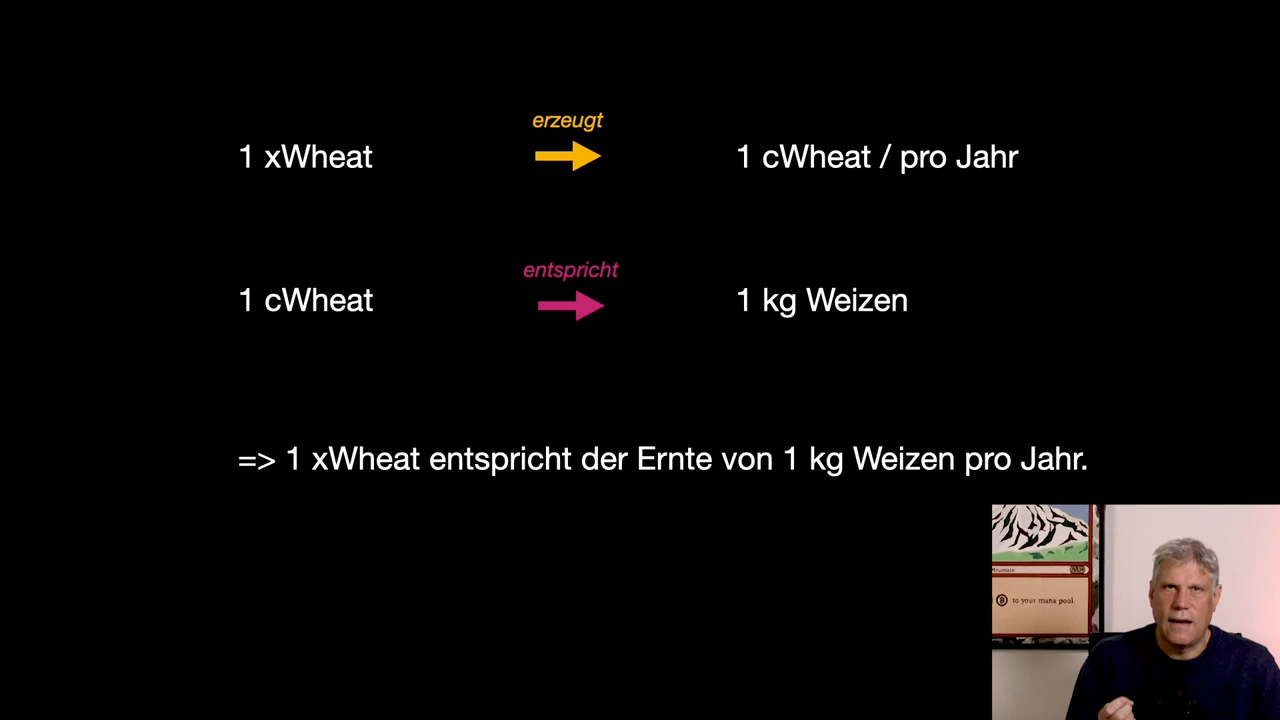 erzeugt
1 xWheat
1 cWheat / pro Jahr
entspricht
1 cWheat
1 kg Weizen
=> 1 xWheat entspricht der Ernte von 1 kg Weizen pro Jahr.
Mountain
to your mana pool.